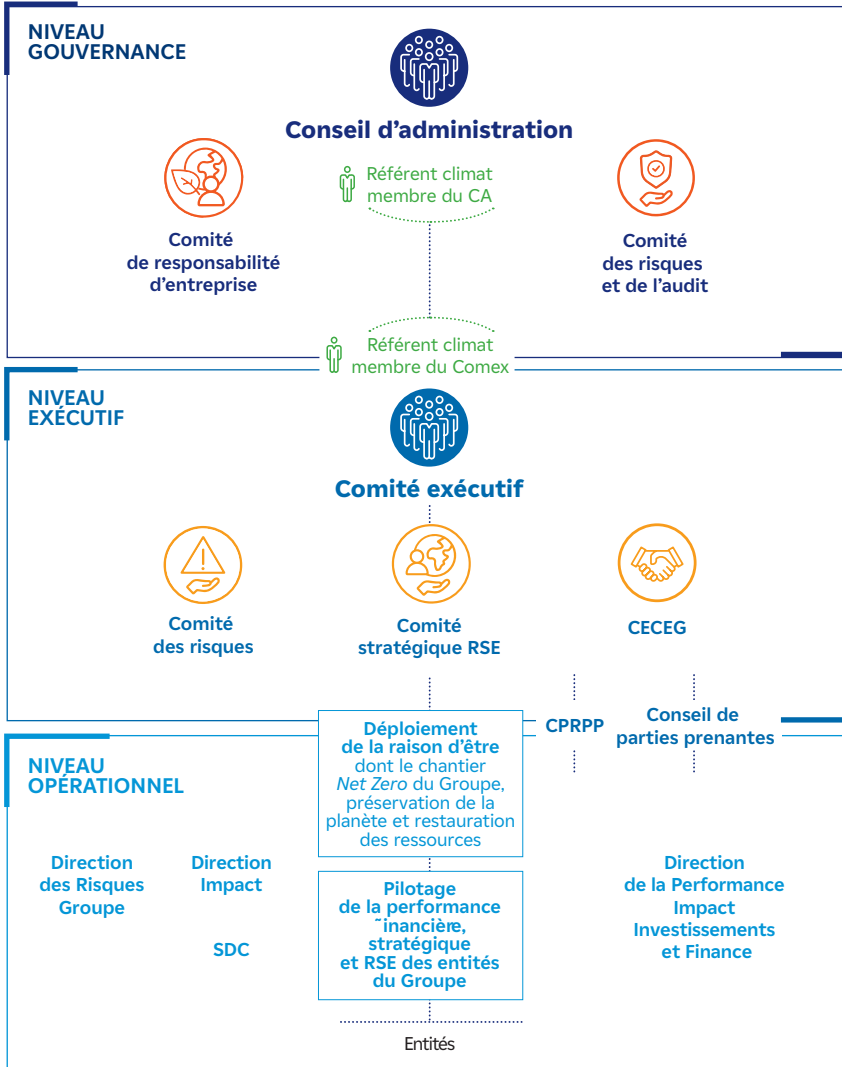 NIVEAU
GOUVERNANCE
Conseil d'administration
Référent climat
membre du CA
Comité
de responsabilité
d'entreprise
Comité
des risques
et de l'audit
Référent climat
membre du Comex
NIVEAU
EXÉCUTIF
Comité exécutif
Comité
des risques
Comité
stratégique RSE
CECEG
CPRPP
Conseil de
parties prenantes
NIVEAU
OPÉRATIONNEL
Déploiement
de la raison d'être
dont le chantier
Net Zero du Groupe,
préservation de la
planète et restauration
des ressources
Direction
des Risques
Groupe
Direction
Impact
SDC
Pilotage
de la performance
˜inancière,
stratégique
et RSE des entités
du Groupe
Direction
de la Performance
Impact
Investissements
et Finance
Entités